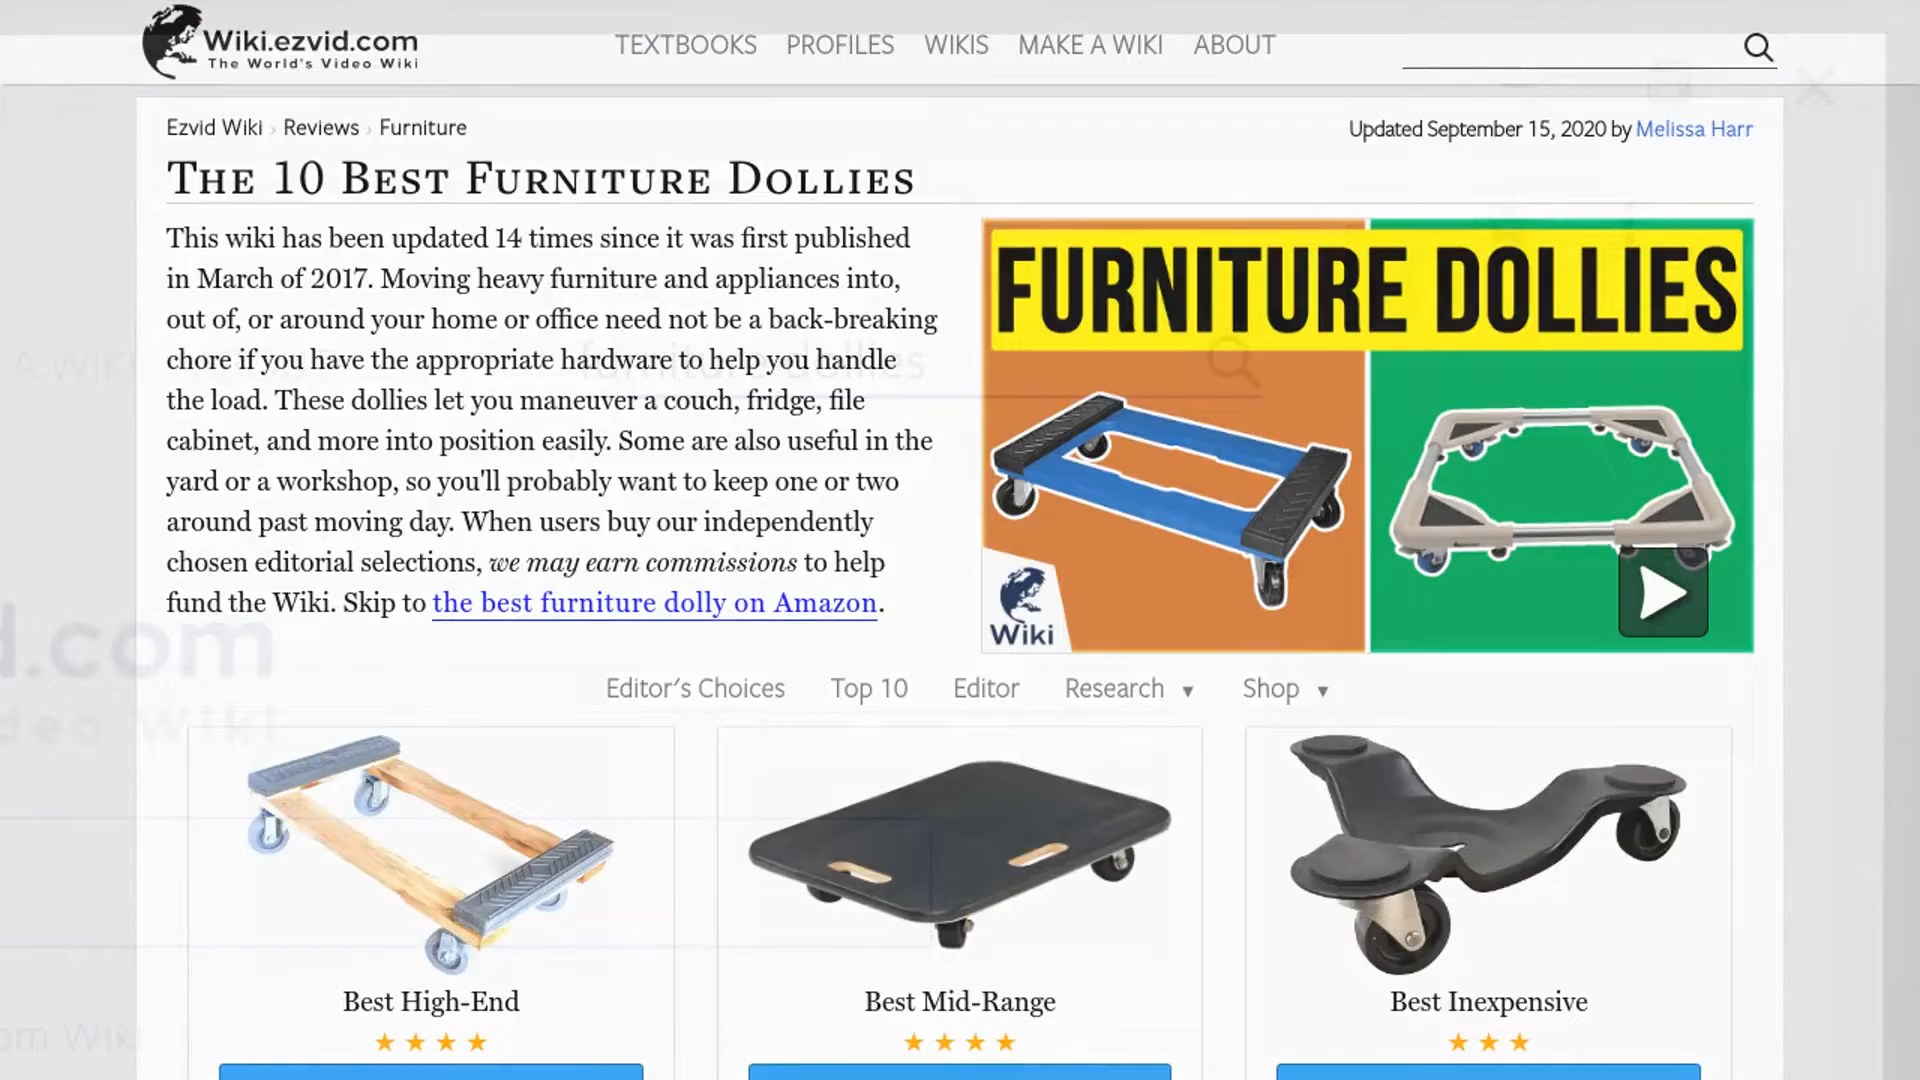 Wiki.ezvid.com
The World's Video Wiki
TEXTBOOKS PROFILES WIKIS MAKE A WIKI ABOUT
Ezvid Wiki › Reviews › Furniture
Updated September 15, 2020 by Melissa Harr
THE 10 BEST FURNITURE DOLLIES
This wiki has been updated 14 times since it was first published
in March of 2017. Moving heavy furniture and appliances into,
out of, or around your home or office need not be a back-breaking
chore if you have the appropriate hardware to help you handle
the load. These dollies let you maneuver a couch, fridge, file
cabinet, and more into position easily. Some are also useful in the
yard or a workshop, so you'll probably want to keep one or two
around past moving day. When users buy our independently
chosen editorial selections, we may earn commissions to help
fund the Wiki. Skip to the best furniture dolly on Amazon.
FURNITURE DOLLIES
Wiki
furniture dollies
d.com
Video Wiki
Editor's Choices Top 10 Editor Research ▼ Shop ▼
Best High-End
Best Mid-Range
Best Inexpensive